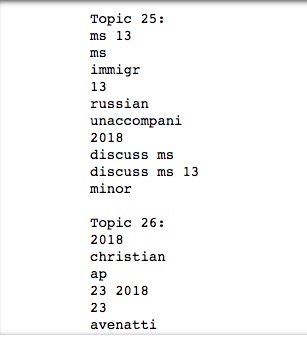 Topic 25:
ms 13
ms
immigr
13
russian
unaccompani
2018
discuss ms
discuss ms 13
minor
Topic 26:
2018
christian
ap
23 2018
23
avenatti